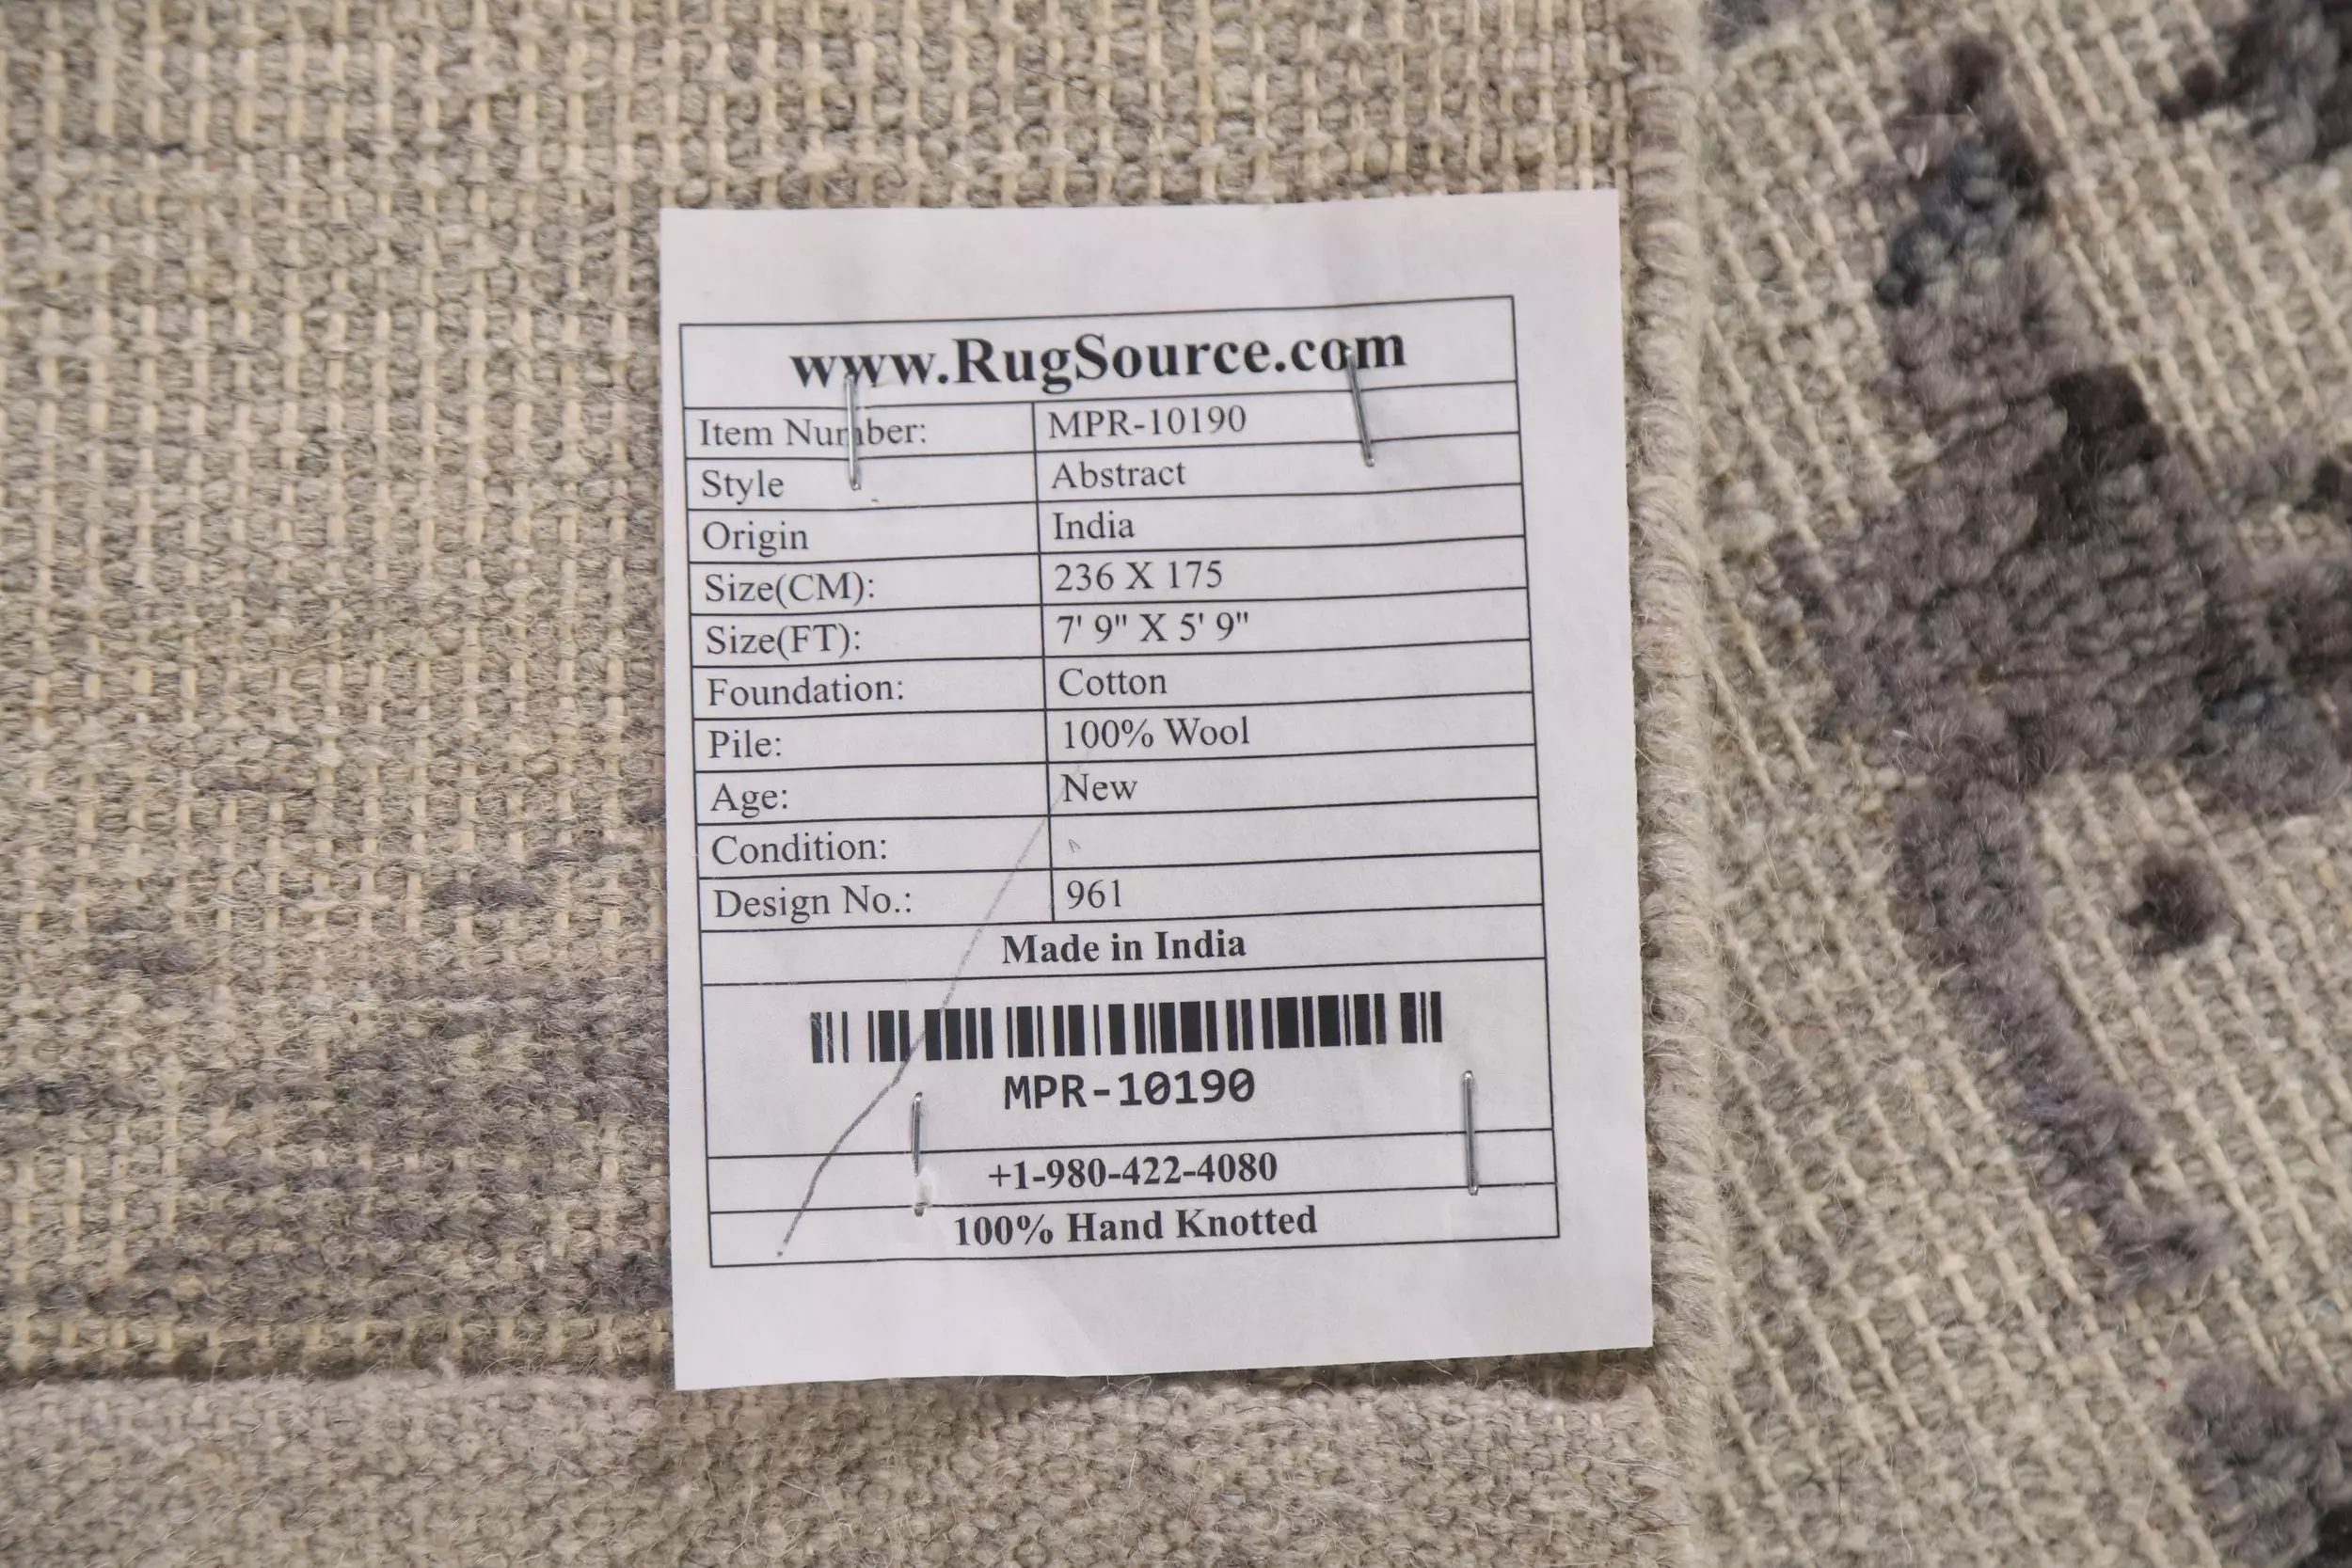 www.RugSource.com
Item Number: MPR-10190
Style Abstract
Origin India
Size(CM): 236 X 175
Size(FT): 7' 9" X 5' 9"
Foundation: Cotton
Pile: 100% Wool
Age: New
Condition:
Design No.: 961
Made in India
MPR-10190
+1-980-422-4080
100% Hand Knotted